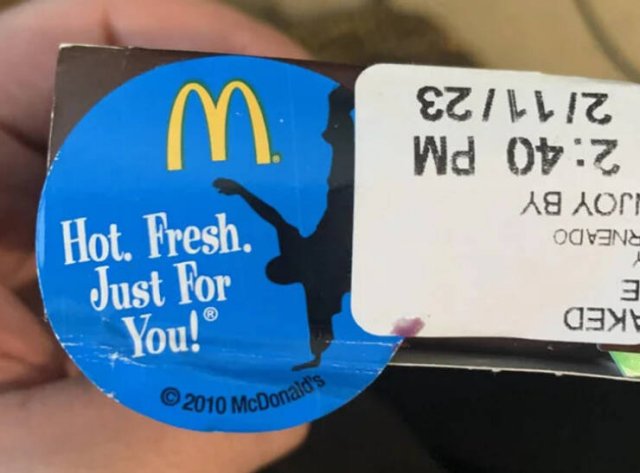 Hot. Fresh.
Just For
You!®
© 2010 McDonald's
AKED
E
Y
RNEADO
NJOY BY
2:40 PM
2/11/23